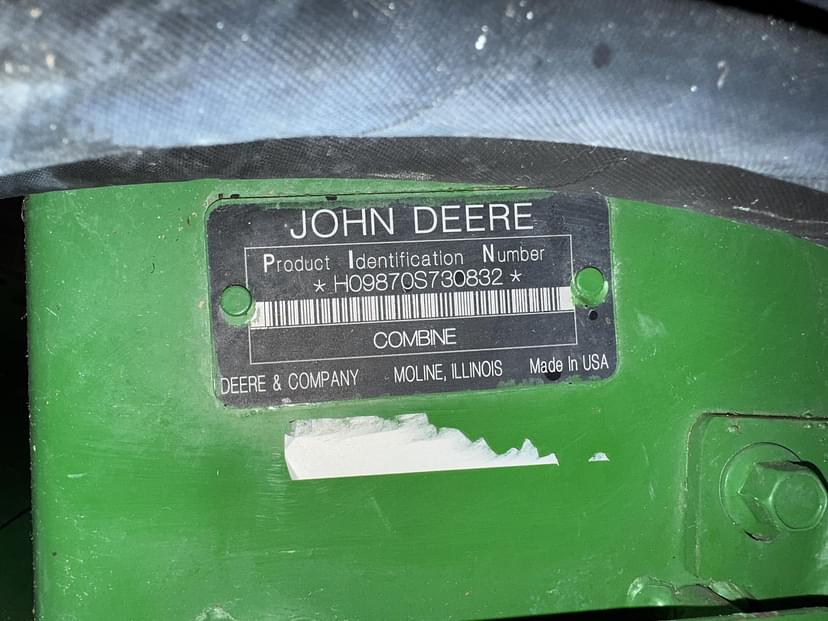 JOHN DEERE
Product Identification Number
* H09870S730832 *
COMBINE
DEERE & COMPANY MOLINE, ILLINOIS Made In USA